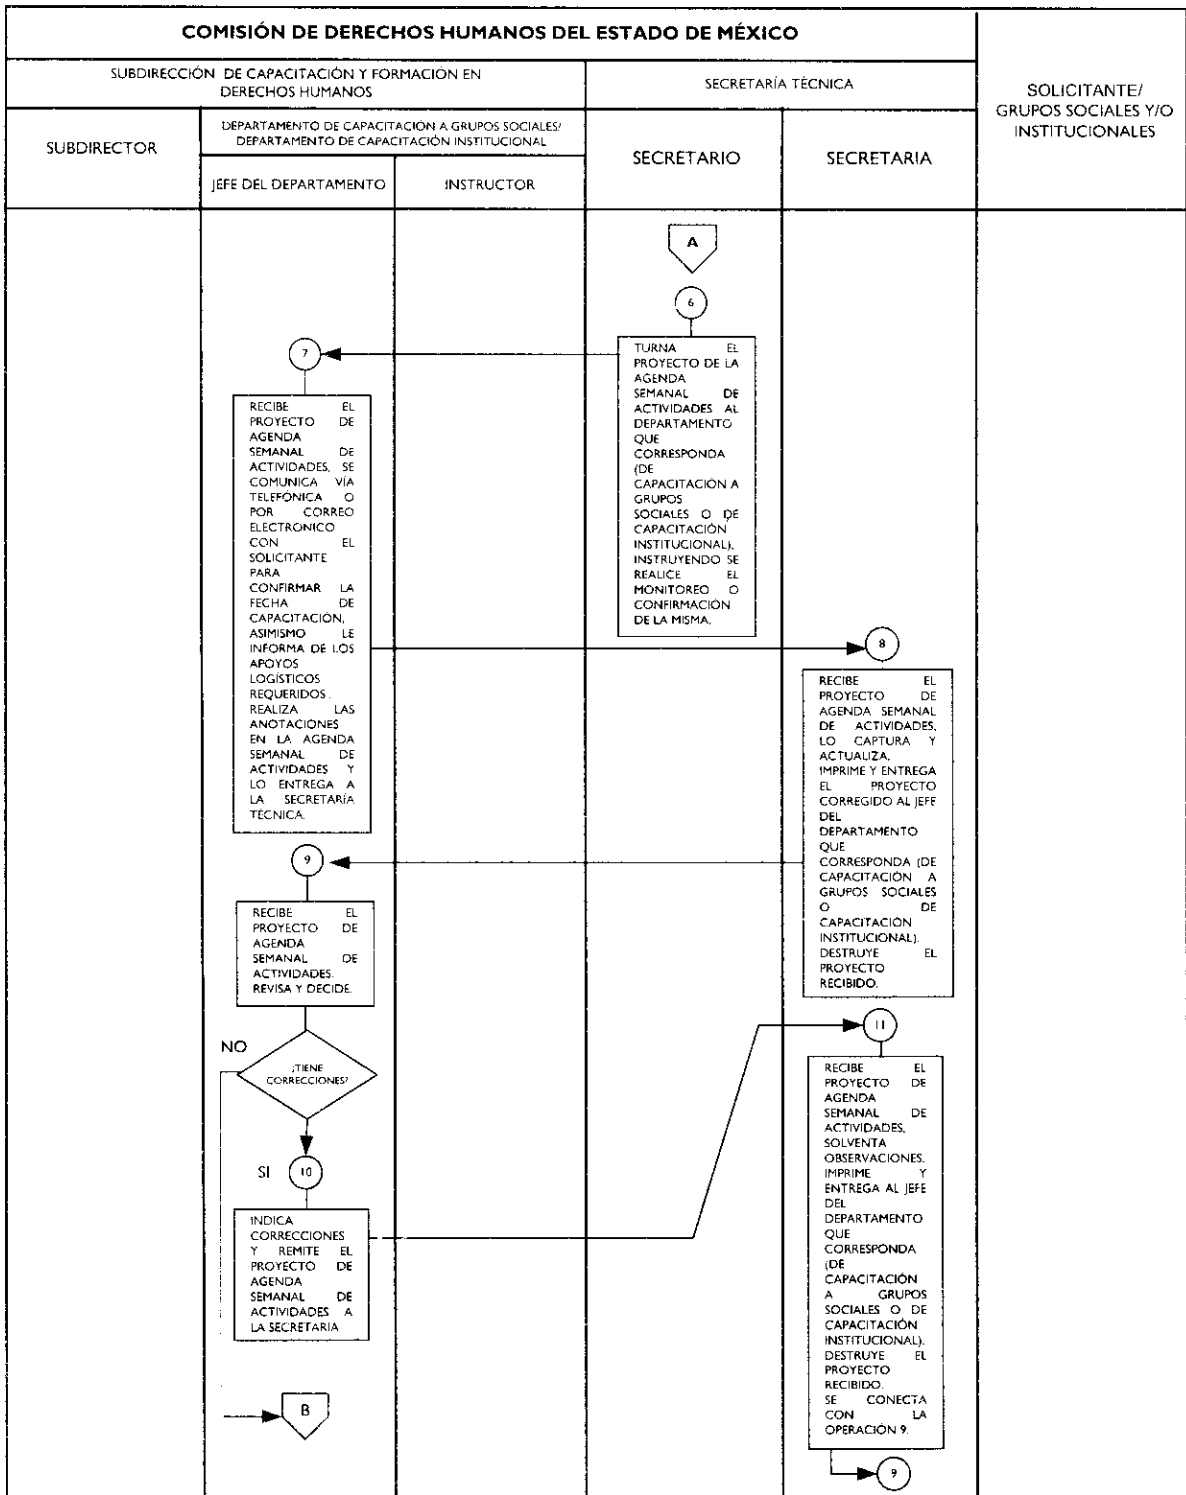 COMISIÓN DE DERECHOS HUMANOS DEL ESTADO DE MÉXICO
SUBDIRECCIÓN DE CAPACITACIÓN Y FORMACIÓN EN
DERECHOS HUMANOS
SECRETARÍA TÉCNICA
SOLICITANTE/
GRUPOS SOCIALES Y/O
INSTITUCIONALES
SUBDIRECTOR
DEPARTAMENTO DE CAPACITACIÓN A GRUPOS SOCIALES/
DEPARTAMENTO DE CAPACITACIÓN INSTITUCIONAL
JEFE DEL DEPARTAMENTO
INSTRUCTOR
SECRETARIO
SECRETARIA
A
6
TURNA EL
PROYECTO DE LA
AGENDA
SEMANAL DE
ACTIVIDADES AL
DEPARTAMENTO
QUE
CORRESPONDA
(DE
CAPACITACIÓN A
GRUPOS
SOCIALES O DE
CAPACITACIÓN
INSTITUCIONAL),
INSTRUYENDO SE
REALICE EL
MONITOREO O
CONFIRMACIÓN
DE LA MISMA.
7
RECIBE EL
PROYECTO DE
AGENDA
SEMANAL DE
ACTIVIDADES, SE
COMUNICA VÍA
TELEFÓNICA O
POR CORREO
ELECTRONICO
CON EL
SOLICITANTE
PARA
CONFIRMAR LA
FECHA DE
CAPACITACIÓN,
ASIMISMO LE
INFORMA DE LOS
APOYOS
LOGÍSTICOS
REQUERIDOS.
REALIZA LAS
ANOTACIONES
EN LA AGENDA
SEMANAL DE
ACTIVIDADES Y
LO ENTREGA A
LA SECRETARÍA
TÉCNICA.
8
RECIBE EL
PROYECTO DE
AGENDA SEMANAL
DE ACTIVIDADES,
LO CAPTURA Y
ACTUALIZA,
IMPRIME Y ENTREGA
EL PROYECTO
CORREGIDO AL JEFE
DEL
DEPARTAMENTO
QUE
CORRESPONDA (DE
CAPACITACIÓN A
GRUPOS SOCIALES
O DE
CAPACITACION
INSTITUCIONAL).
DESTRUYE EL
PROYECTO
RECIBIDO.
9
RECIBE EL
PROYECTO DE
AGENDA
SEMANAL DE
ACTIVIDADES.
REVISA Y DECIDE.
NO
¿TIENE
CORRECCIONES?
SI
10
INDICA
CORRECCIONES
Y REMITE EL
PROYECTO DE
AGENDA
SEMANAL DE
ACTIVIDADES A
LA SECRETARIA
B
11
RECIBE EL
PROYECTO DE
AGENDA
SEMANAL DE
ACTIVIDADES,
SOLVENTA
OBSERVACIONES.
IMPRIME Y
ENTREGA AL JEFE
DEL
DEPARTAMENTO
QUE
CORRESPONDA
(DE
CAPACITACIÓN
A GRUPOS
SOCIALES O DE
CAPACITACIÓN
INSTITUCIONAL).
DESTRUYE EL
PROYECTO
RECIBIDO.
SE CONECTA
CON LA
OPERACIÓN 9.
9